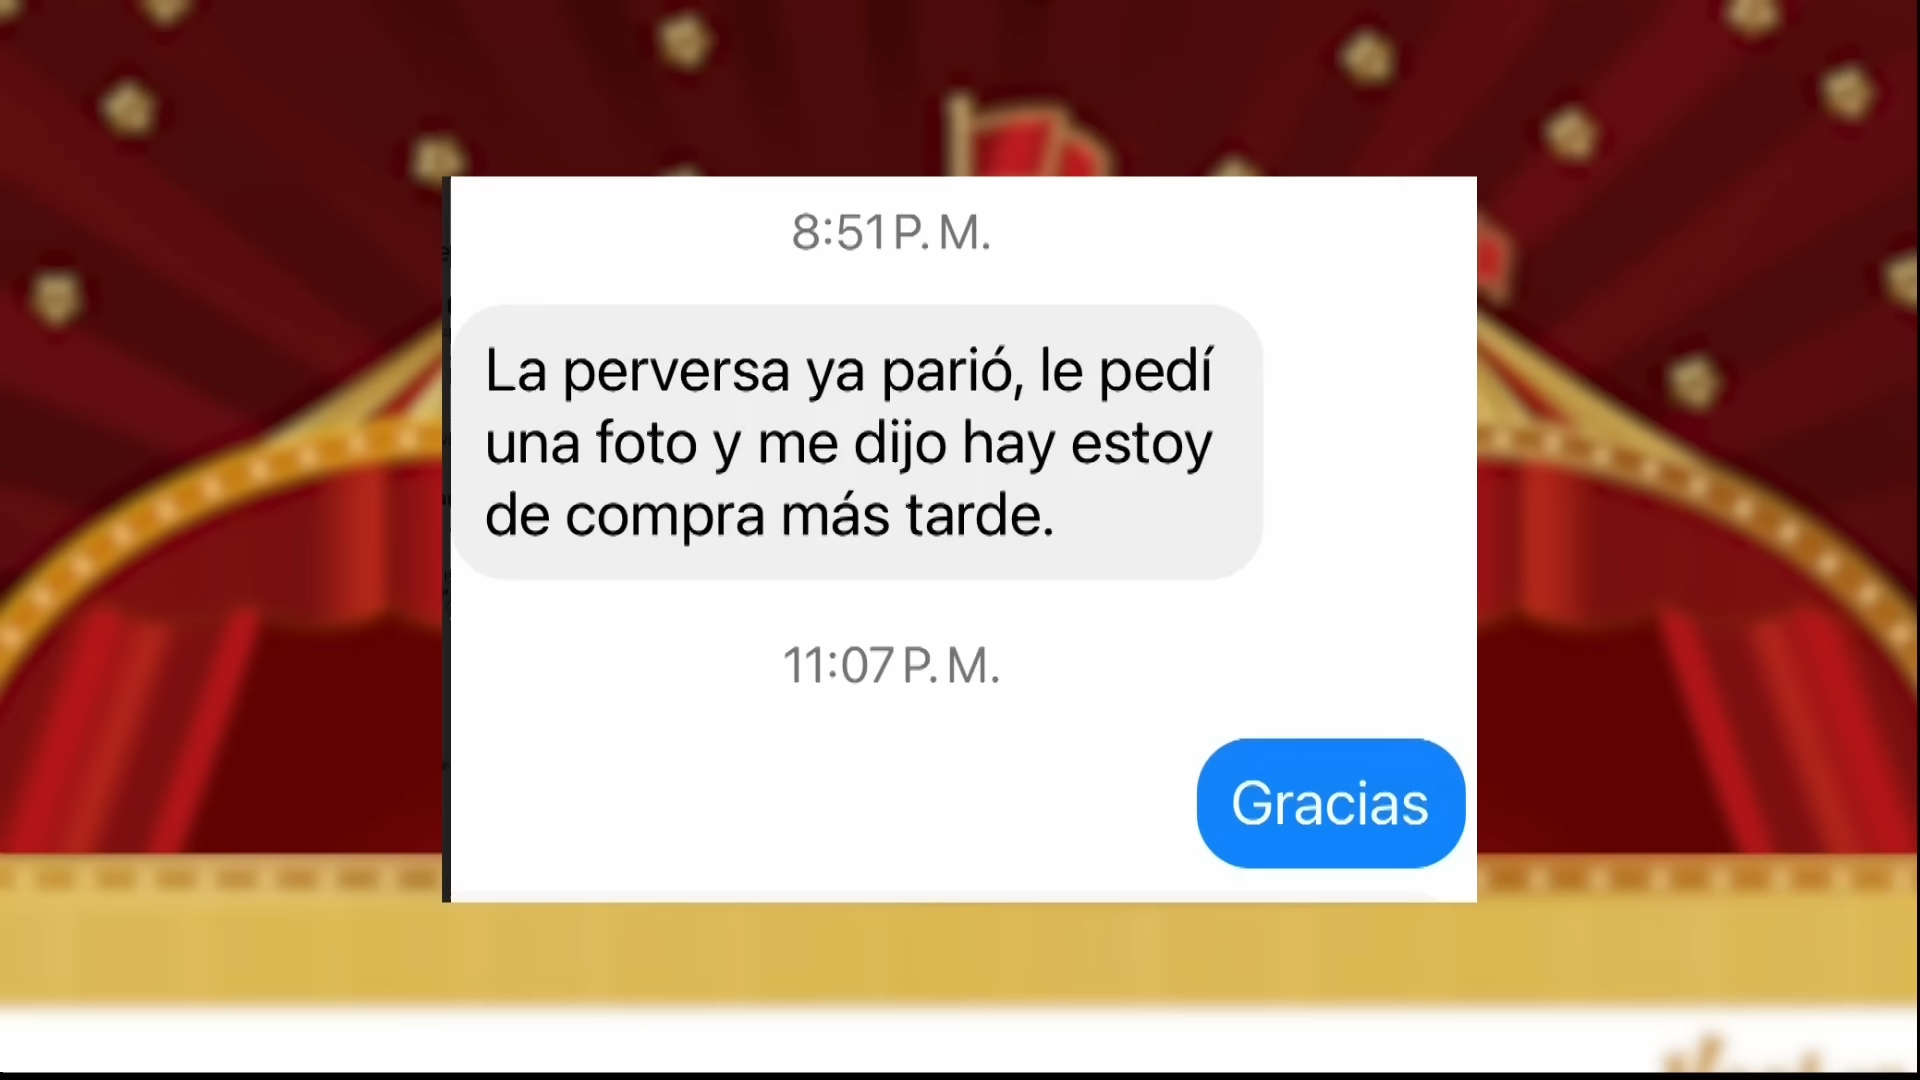 8:51 P. M.
La perversa ya parió, le pedí
una foto y me dijo hay estoy
de compra más tarde.
11:07 P. M.
Gracias